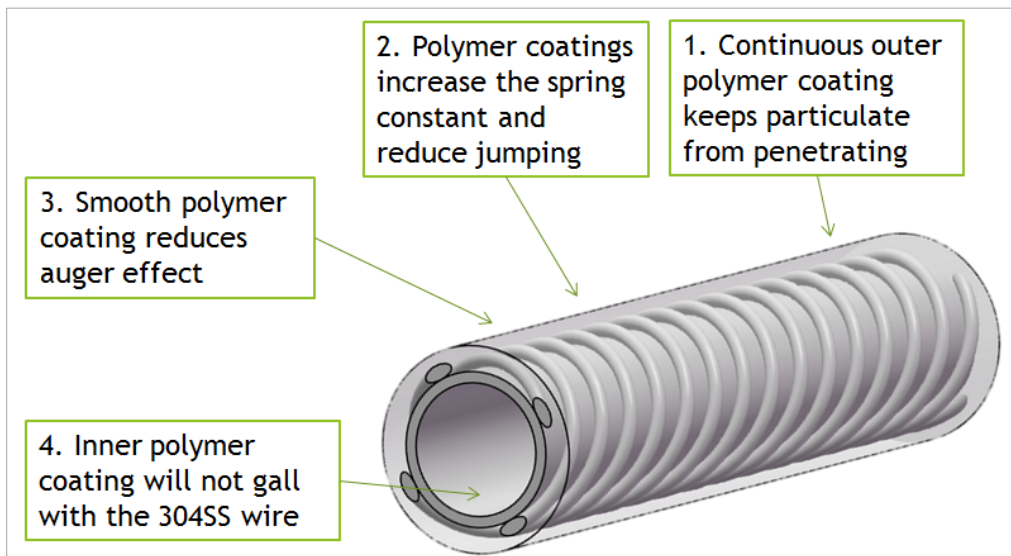 1. Continuous outer
polymer coating
keeps particulate
from penetrating
2. Polymer coatings
increase the spring
constant and
reduce jumping
3. Smooth polymer
coating reduces
auger effect
4. Inner polymer
coating will not gall
with the 304SS wire